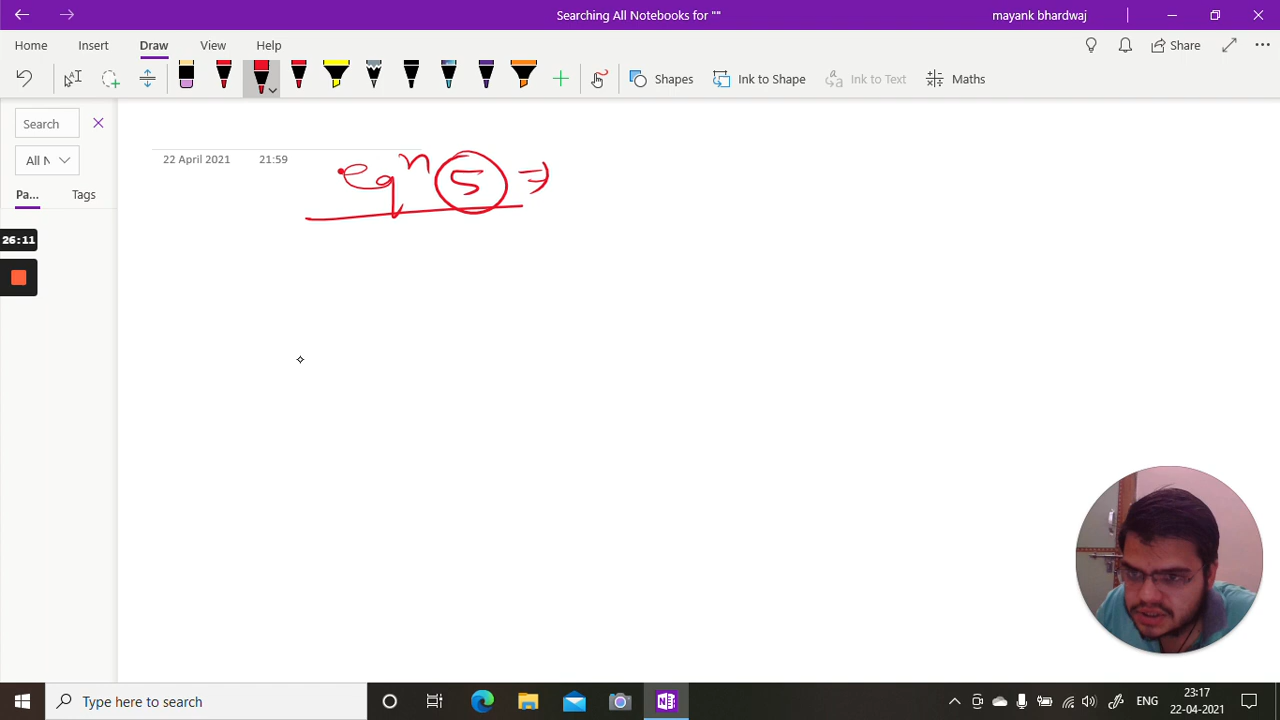 Searching All Notebooks for ""
mayank bhardwaj
Home
Insert
Draw
View
Help
Share
Shapes
Ink to Shape
Ink to Text
Maths
Search
All N
Pa...
Tags
22 April 2021
21:59
eqⁿ 5 ⇒
26:11
Type here to search
ENG
23:17
22-04-2021